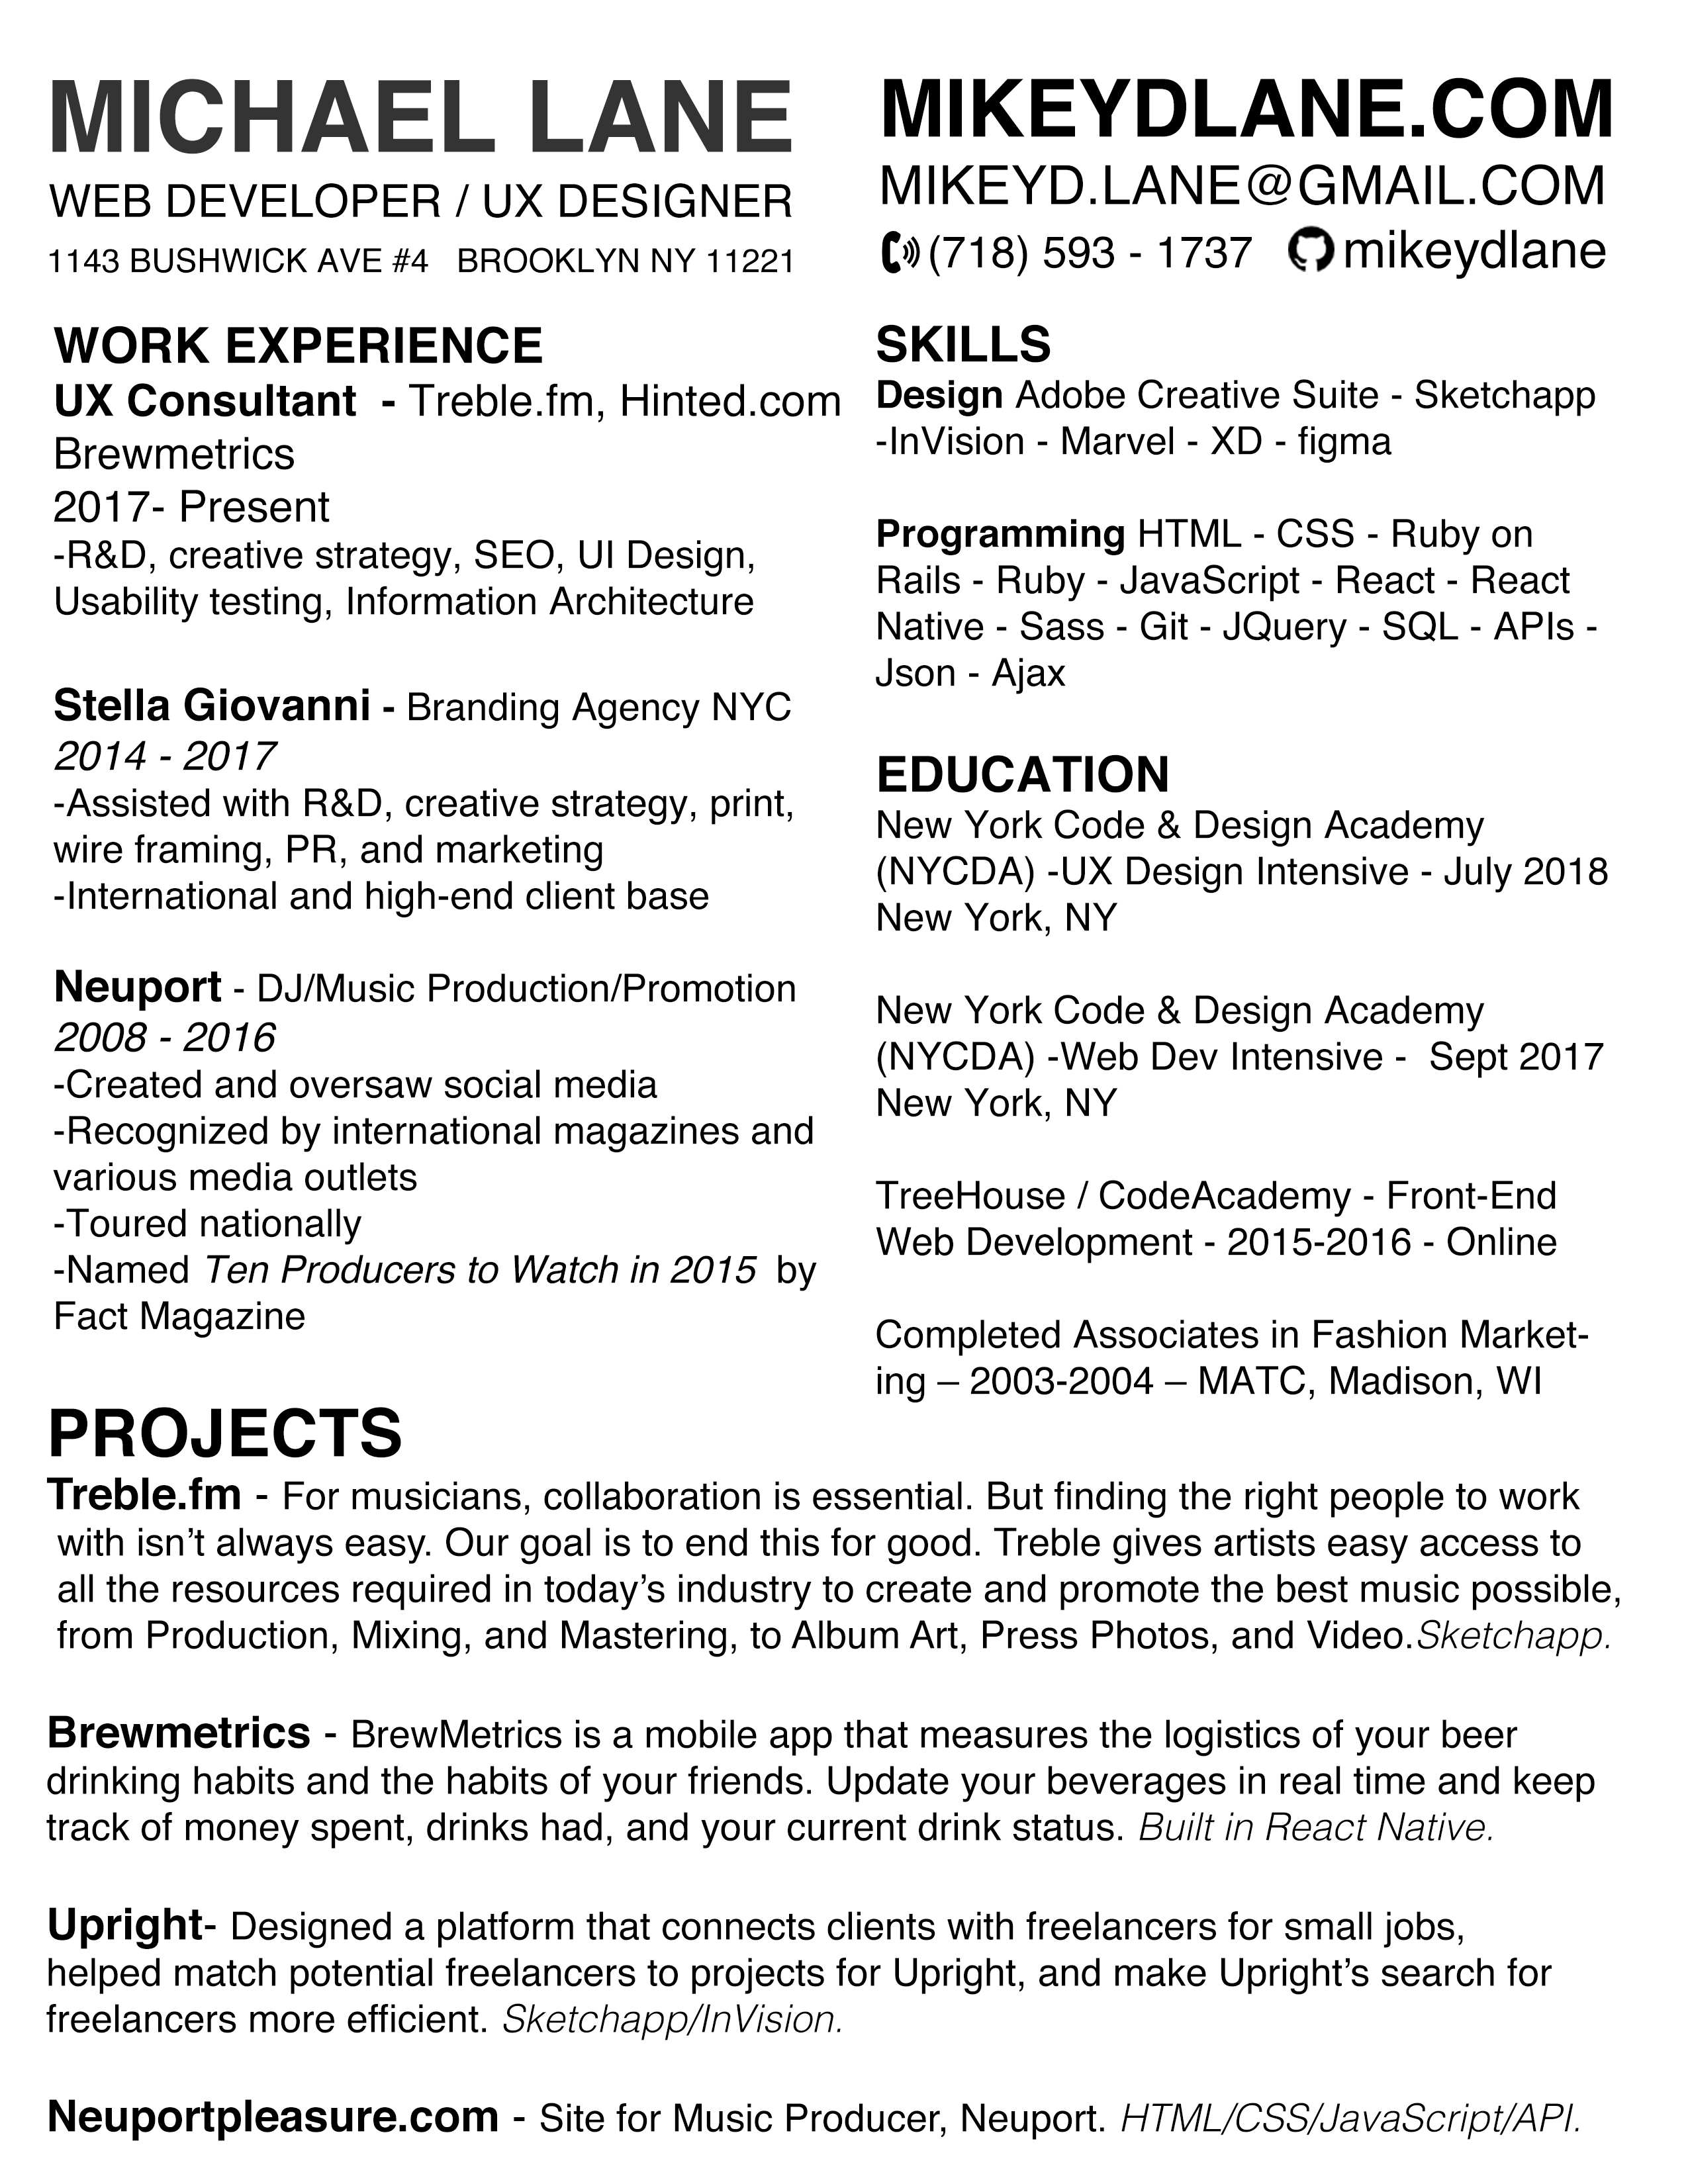 MICHAEL LANE
WEB DEVELOPER / UX DESIGNER
1143 BUSHWICK AVE #4 BROOKLYN NY 11221
MIKEYDLANE.COM
MIKEYD.LANE@GMAIL.COM
(718) 593 - 1737 mikeydlane
WORK EXPERIENCE
UX Consultant - Treble.fm, Hinted.com
Brewmetrics
2017- Present
-R&D, creative strategy, SEO, UI Design,
Usability testing, Information Architecture
Stella Giovanni - Branding Agency NYC
2014 - 2017
-Assisted with R&D, creative strategy, print,
wire framing, PR, and marketing
-International and high-end client base
Neuport - DJ/Music Production/Promotion
2008 - 2016
-Created and oversaw social media
-Recognized by international magazines and
various media outlets
-Toured nationally
-Named Ten Producers to Watch in 2015 by
Fact Magazine
SKILLS
Design Adobe Creative Suite - Sketchapp
-InVision - Marvel - XD - figma
Programming HTML - CSS - Ruby on
Rails - Ruby - JavaScript - React - React
Native - Sass - Git - JQuery - SQL - APIs -
Json - Ajax
EDUCATION
New York Code & Design Academy
(NYCDA) -UX Design Intensive - July 2018
New York, NY
New York Code & Design Academy
(NYCDA) -Web Dev Intensive - Sept 2017
New York, NY
TreeHouse / CodeAcademy - Front-End
Web Development - 2015-2016 - Online
Completed Associates in Fashion Market-
ing – 2003-2004 – MATC, Madison, WI
PROJECTS
Treble.fm - For musicians, collaboration is essential. But finding the right people to work
with isn’t always easy. Our goal is to end this for good. Treble gives artists easy access to
all the resources required in today’s industry to create and promote the best music possible,
from Production, Mixing, and Mastering, to Album Art, Press Photos, and Video.Sketchapp.
Brewmetrics - BrewMetrics is a mobile app that measures the logistics of your beer
drinking habits and the habits of your friends. Update your beverages in real time and keep
track of money spent, drinks had, and your current drink status. Built in React Native.
Upright- Designed a platform that connects clients with freelancers for small jobs,
helped match potential freelancers to projects for Upright, and make Upright’s search for
freelancers more efficient. Sketchapp/InVision.
Neuportpleasure.com - Site for Music Producer, Neuport. HTML/CSS/JavaScript/API.